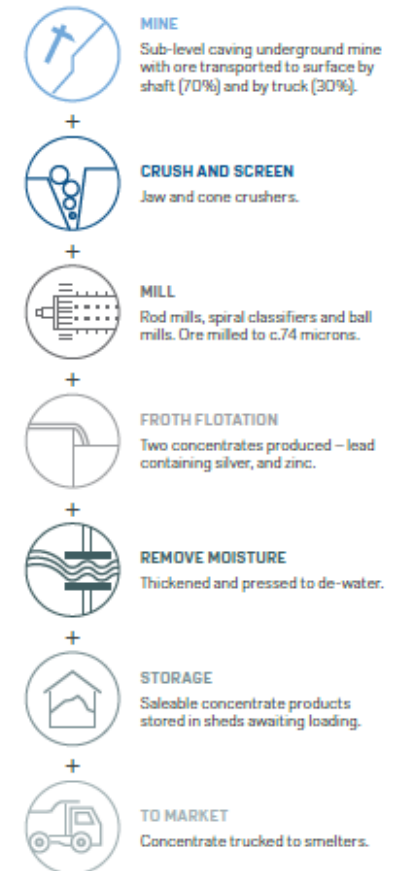 MINE
Sub-level caving underground mine
with ore transported to surface by
shaft (70%) and by truck (30%).
+
CRUSH AND SCREEN
Jaw and cone crushers.
+
MILL
Rod mills, spiral classifiers and ball
mills. Ore milled to c.74 microns.
+
FROTH FLOTATION
Two concentrates produced – lead
containing silver, and zinc.
+
REMOVE MOISTURE
Thickened and pressed to de-water.
+
STORAGE
Saleable concentrate products
stored in sheds awaiting loading.
+
TO MARKET
Concentrate trucked to smelters.